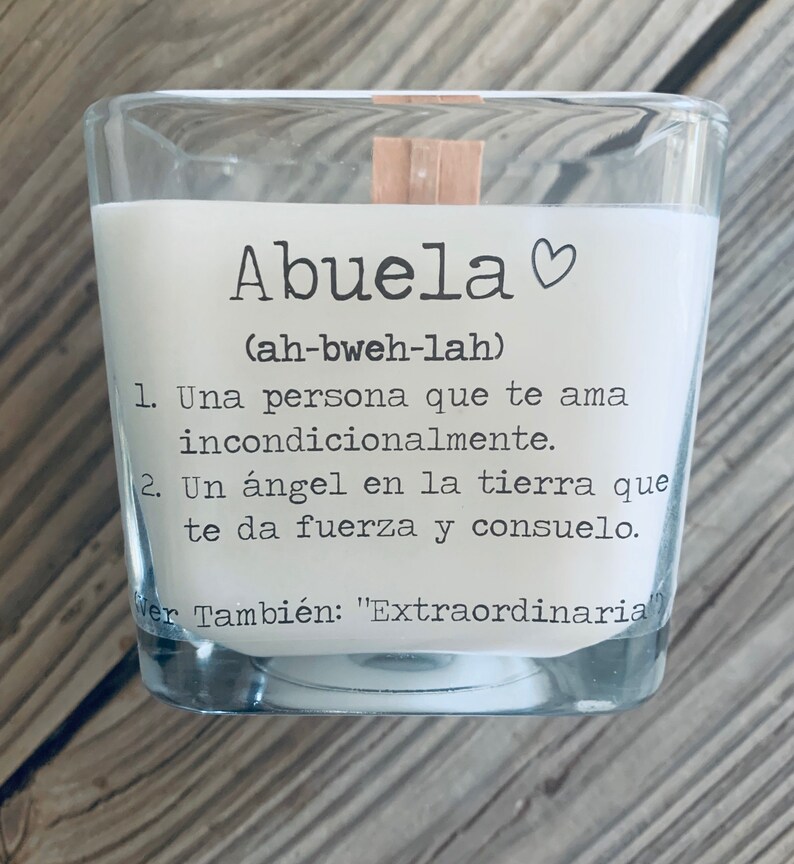 Abuela♡
(ah-bweh-lah)
1. Una persona que te ama
incondicionalmente.
2. Un ángel en la tierra que
te da fuerza y consuelo.
(Ver También: "Extraordinaria")